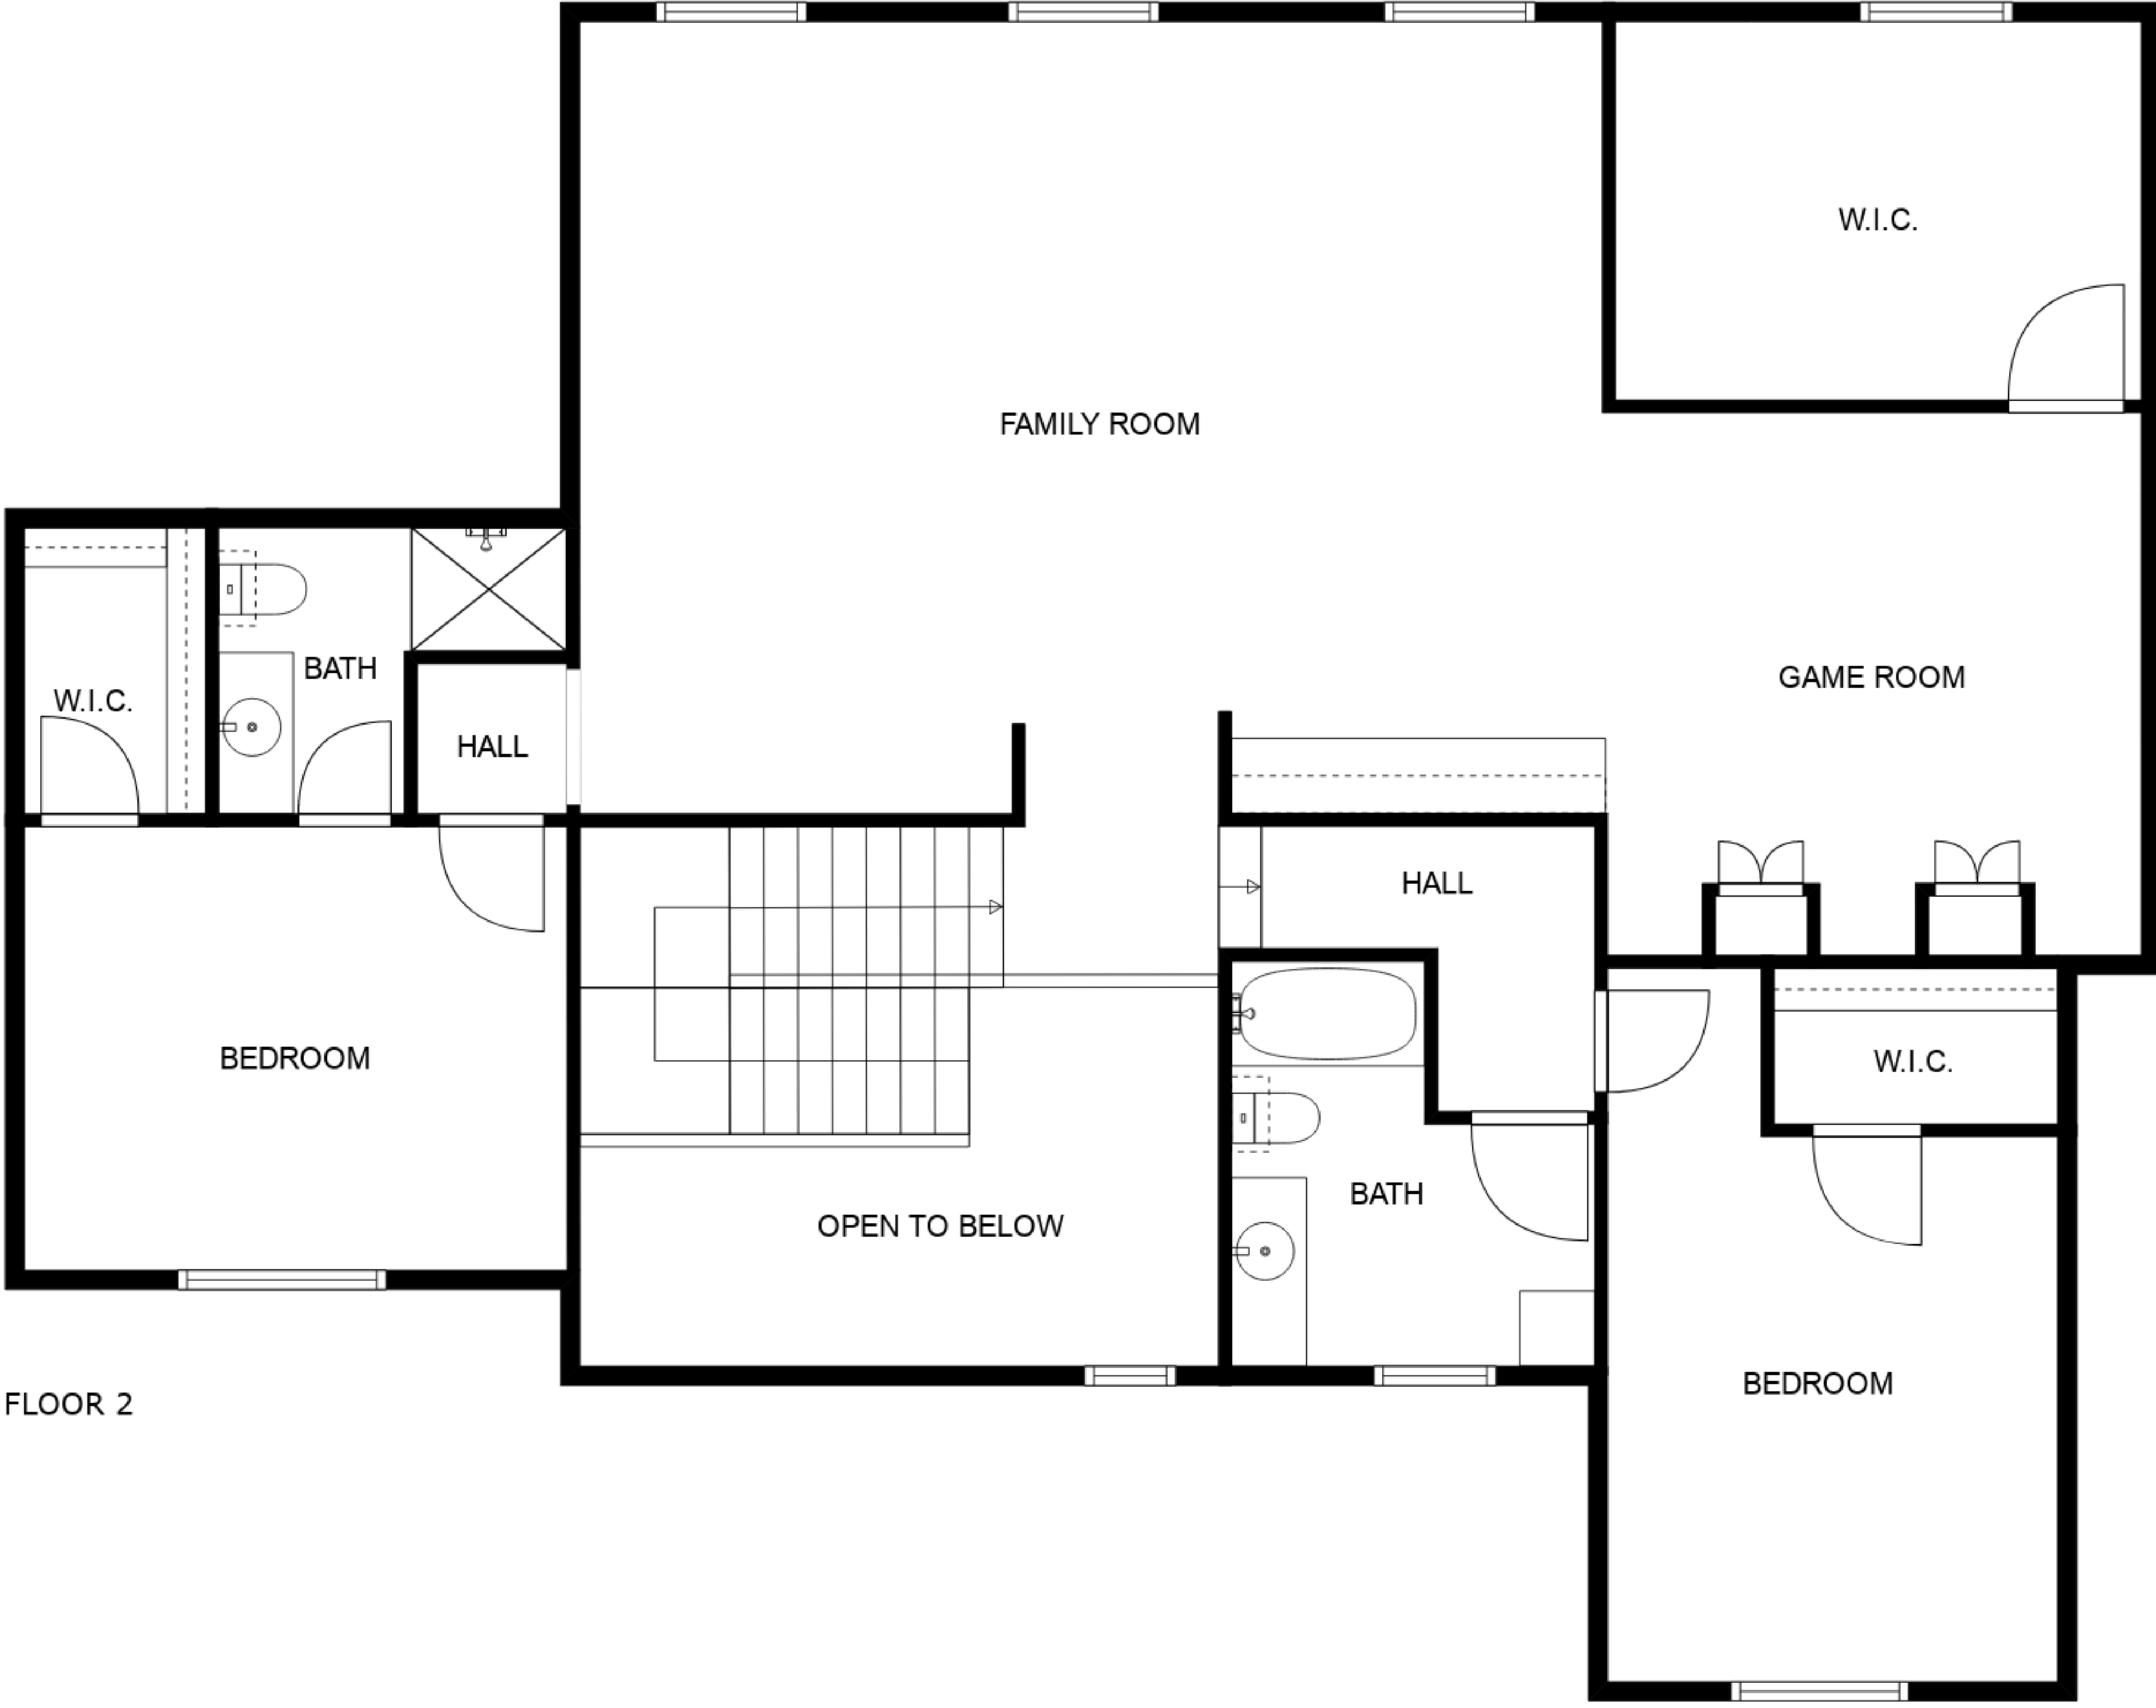 W.I.C.
FAMILY ROOM
BATH
GAME ROOM
W.I.C.
HALL
HALL
BEDROOM
W.I.C.
BATH
OPEN TO BELOW
BEDROOM
FLOOR 2